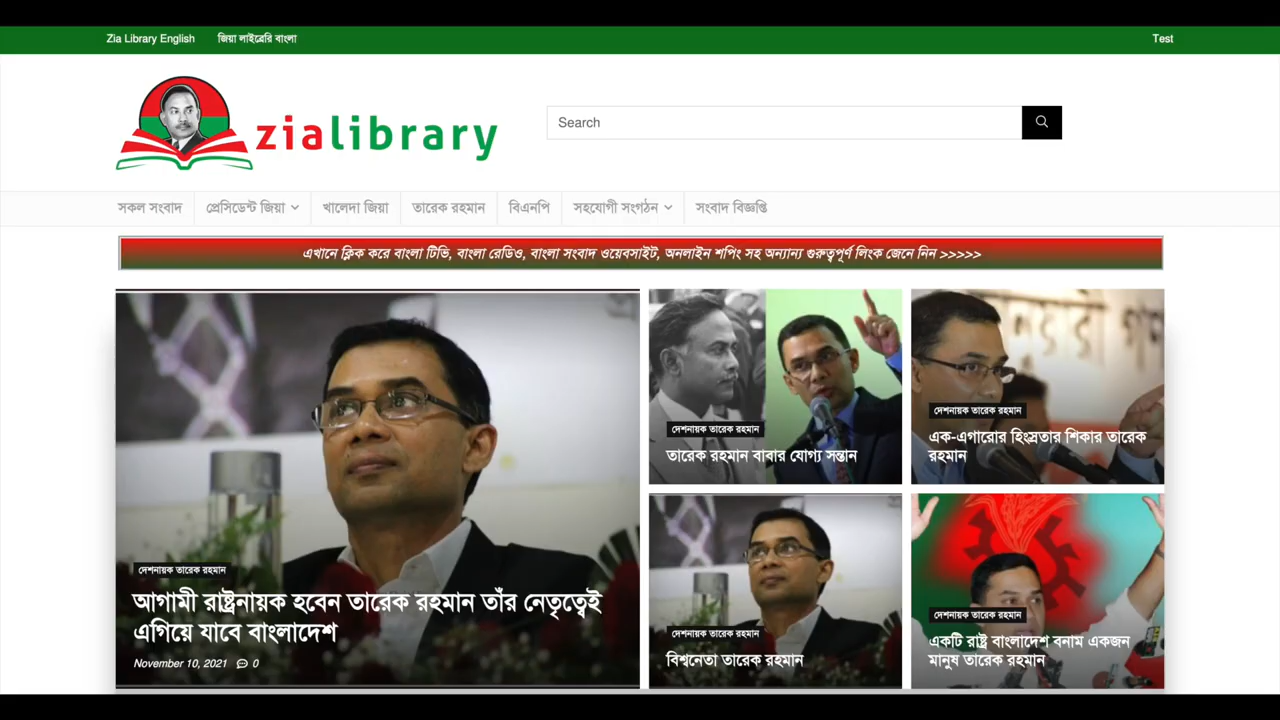 Zia Library English জিয়া লাইব্রেরি বাংলা Test
zialibrary
Search
সকল সংবাদ প্রেসিডেন্ট জিয়া খালেদা জিয়া তারেক রহমান বিএনপি সহযোগী সংগঠন সংবাদ বিজ্ঞপ্তি
এখানে ক্লিক করে বাংলা টিভি, বাংলা রেডিও, বাংলা সংবাদ ওয়েবসাইট, অনলাইন শপিং সহ অন্যান্য গুরুত্বপূর্ণ লিংক জেনে নিন >>>>>
দেশনায়ক তারেক রহমান
আগামী রাষ্ট্রনায়ক হবেন তারেক রহমান তাঁর নেতৃত্বেই
এগিয়ে যাবে বাংলাদেশ
November 10, 2021 0
দেশনায়ক তারেক রহমান
তারেক রহমান বাবার যোগ্য সন্তান
দেশনায়ক তারেক রহমান
এক-এগারোর হিংস্রতার শিকার তারেক
রহমান
দেশনায়ক তারেক রহমান
বিশ্বনেতা তারেক রহমান
দেশনায়ক তারেক রহমান
একটি রাষ্ট্র বাংলাদেশ বনাম একজন
মানুষ তারেক রহমান